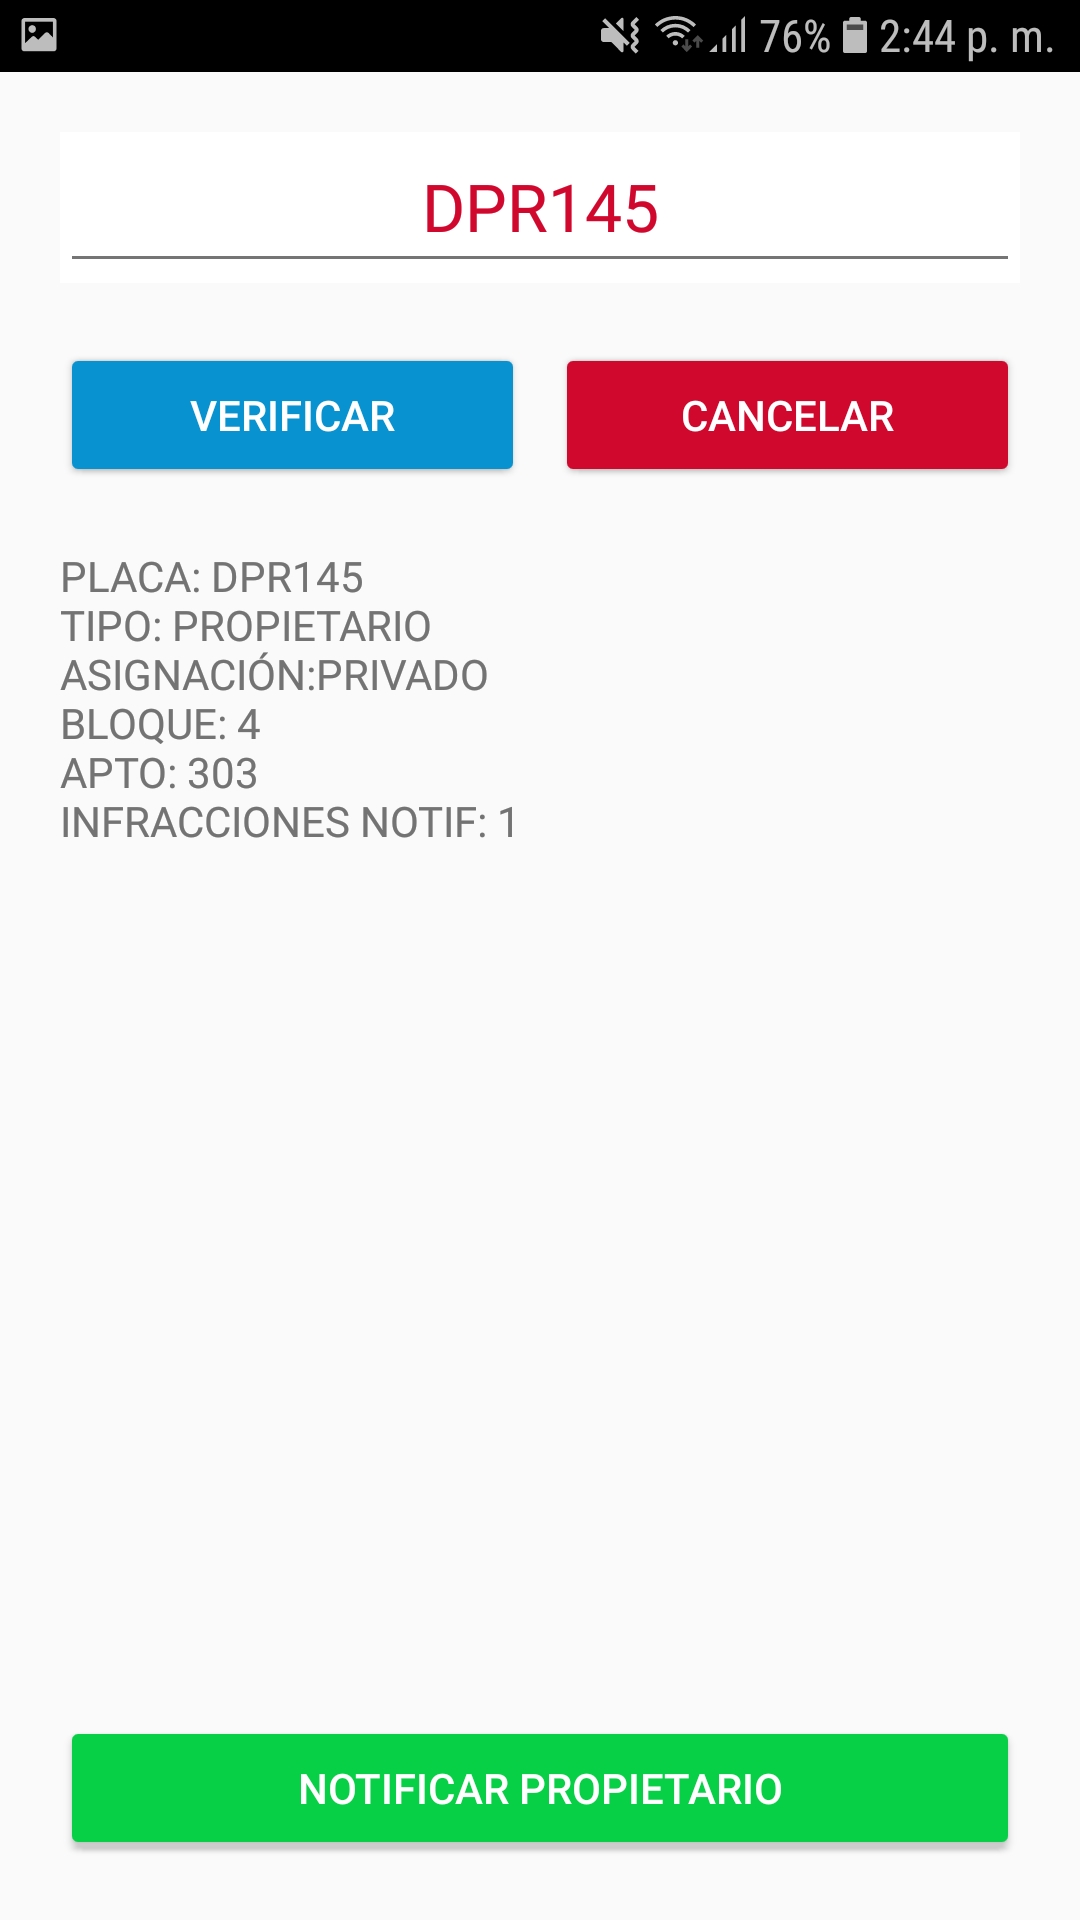 76% 2:44 p. m.
DPR145
VERIFICAR CANCELAR
PLACA: DPR145
TIPO: PROPIETARIO
ASIGNACIÓN:PRIVADO
BLOQUE: 4
APTO: 303
INFRACCIONES NOTIF: 1
NOTIFICAR PROPIETARIO